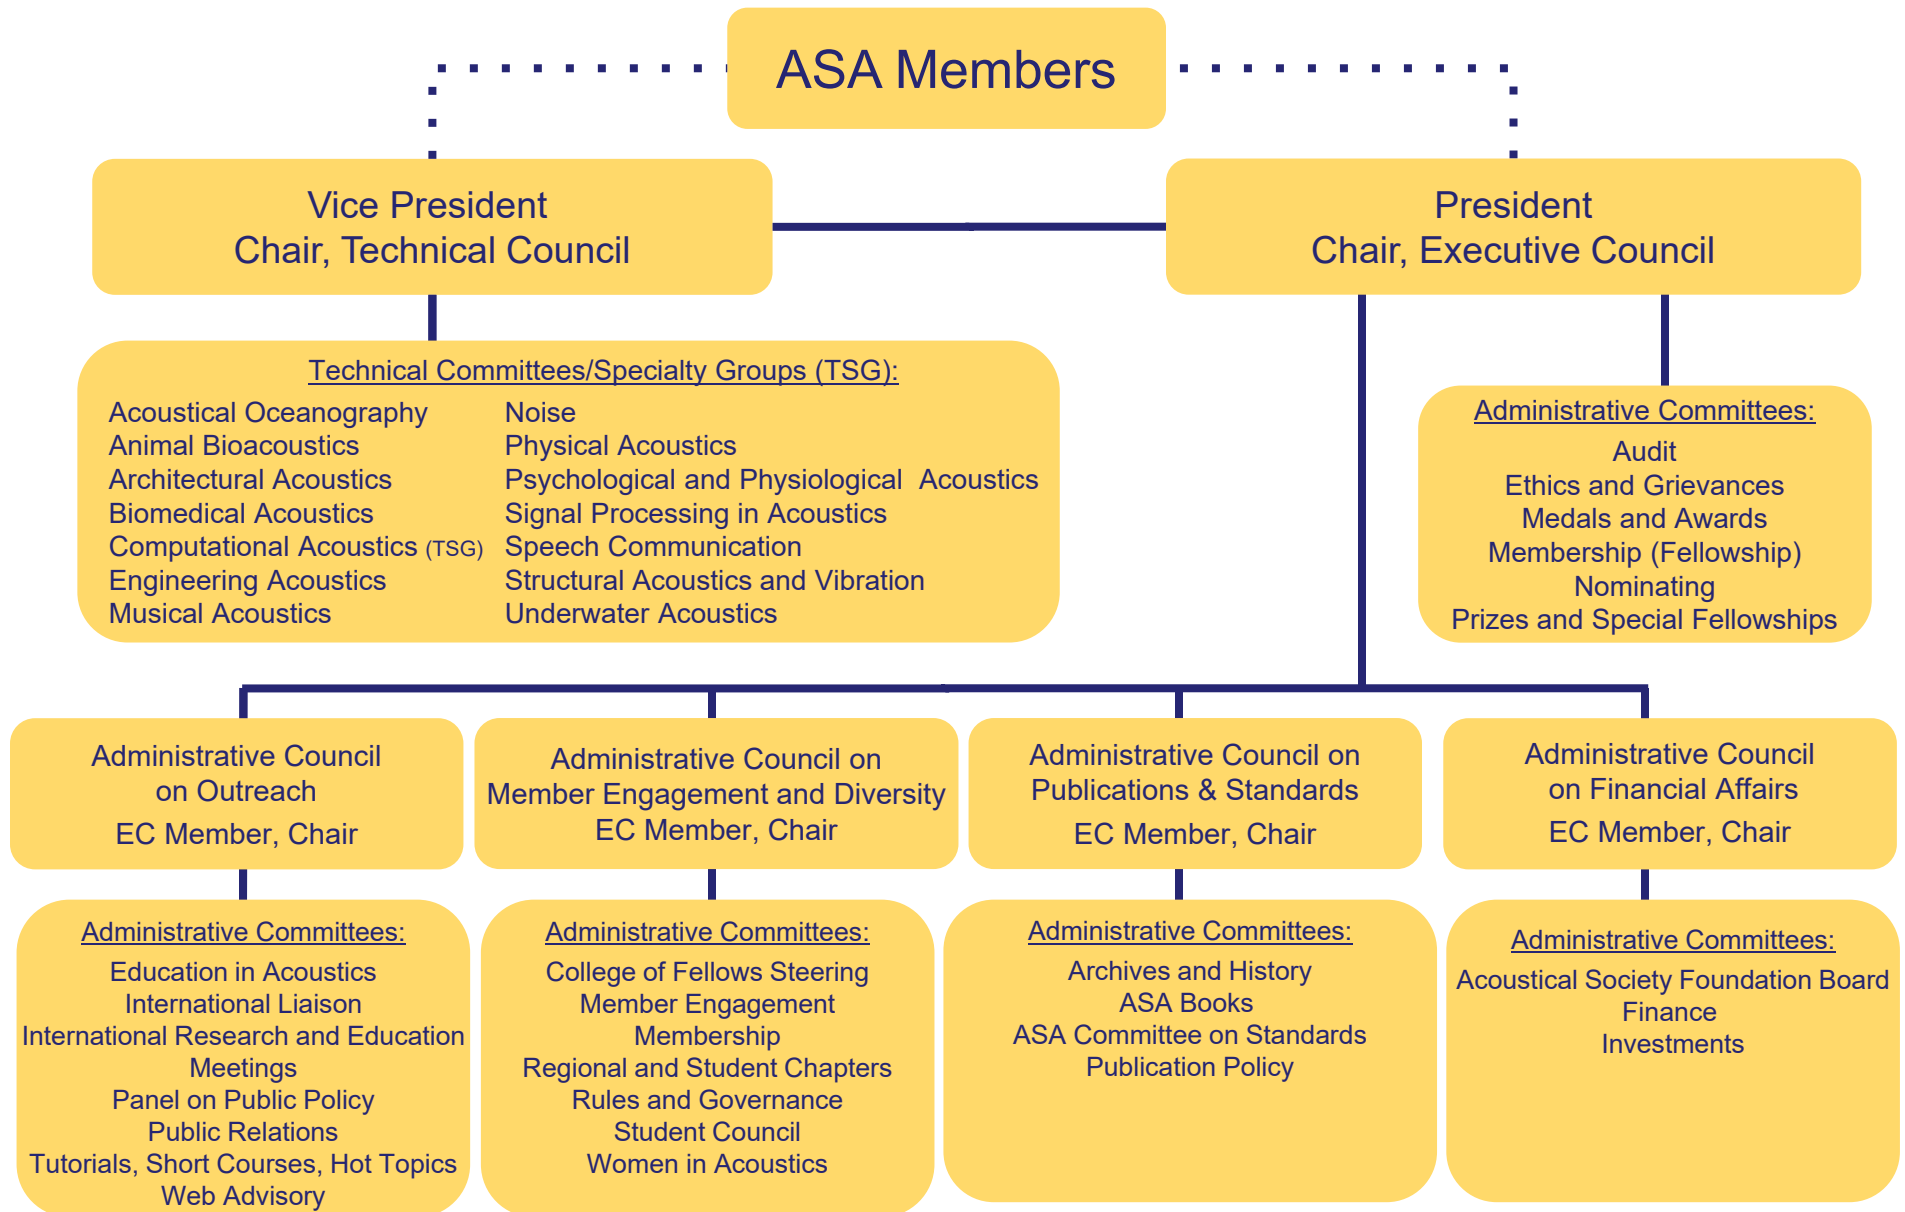 ASA Members
Vice President
Chair, Technical Council
President
Chair, Executive Council
Technical Committees/Specialty Groups (TSG):
Acoustical Oceanography
Animal Bioacoustics
Architectural Acoustics
Biomedical Acoustics
Computational Acoustics (TSG)
Engineering Acoustics
Musical Acoustics
Noise
Physical Acoustics
Psychological and Physiological Acoustics
Signal Processing in Acoustics
Speech Communication
Structural Acoustics and Vibration
Underwater Acoustics
Administrative Committees:
Audit
Ethics and Grievances
Medals and Awards
Membership (Fellowship)
Nominating
Prizes and Special Fellowships
Administrative Council
on Outreach
EC Member, Chair
Administrative Council on
Member Engagement and Diversity
EC Member, Chair
Administrative Council on
Publications & Standards
EC Member, Chair
Administrative Council
on Financial Affairs
EC Member, Chair
Administrative Committees:
Education in Acoustics
International Liaison
International Research and Education
Meetings
Panel on Public Policy
Public Relations
Tutorials, Short Courses, Hot Topics
Web Advisory
Administrative Committees:
College of Fellows Steering
Member Engagement
Membership
Regional and Student Chapters
Rules and Governance
Student Council
Women in Acoustics
Administrative Committees:
Archives and History
ASA Books
ASA Committee on Standards
Publication Policy
Administrative Committees:
Acoustical Society Foundation Board
Finance
Investments